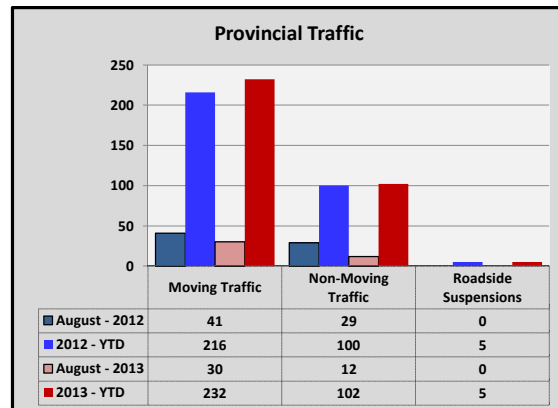 Provincial Traffic
250
200
150
100
50
0
Moving Traffic Non-Moving Traffic Roadside Suspensions
August - 2012 41 29 0
2012 - YTD 216 100 5
August - 2013 30 12 0
2013 - YTD 232 102 5